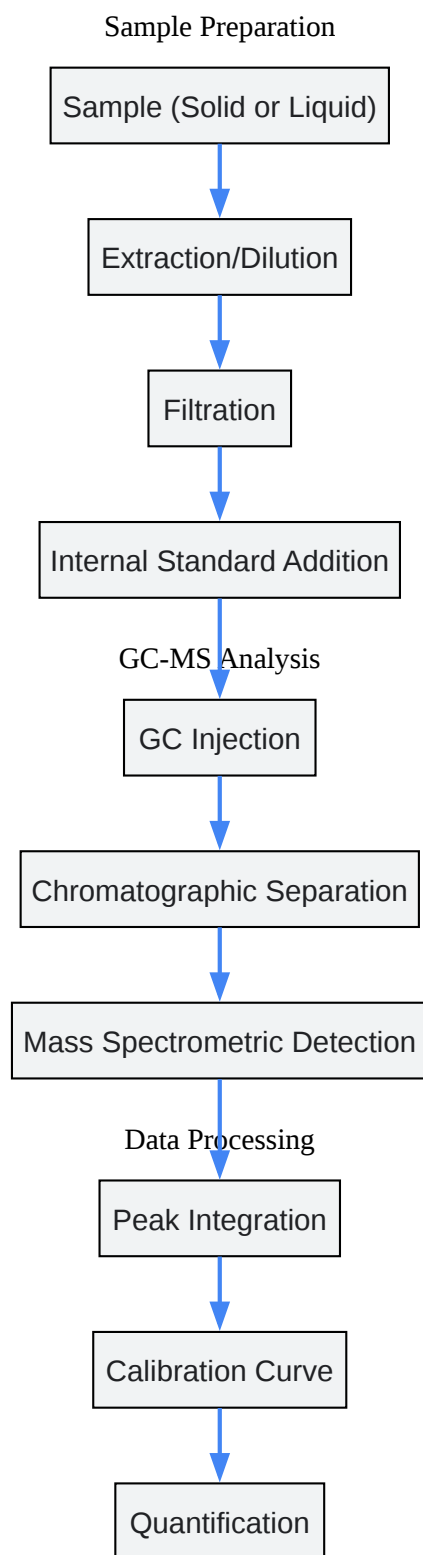 Sample Preparation
Sample (Solid or Liquid)
Extraction/Dilution
Filtration
Internal Standard Addition
GC-MS Analysis
GC Injection
Chromatographic Separation
Mass Spectrometric Detection
Data Processing
Peak Integration
Calibration Curve
Quantification